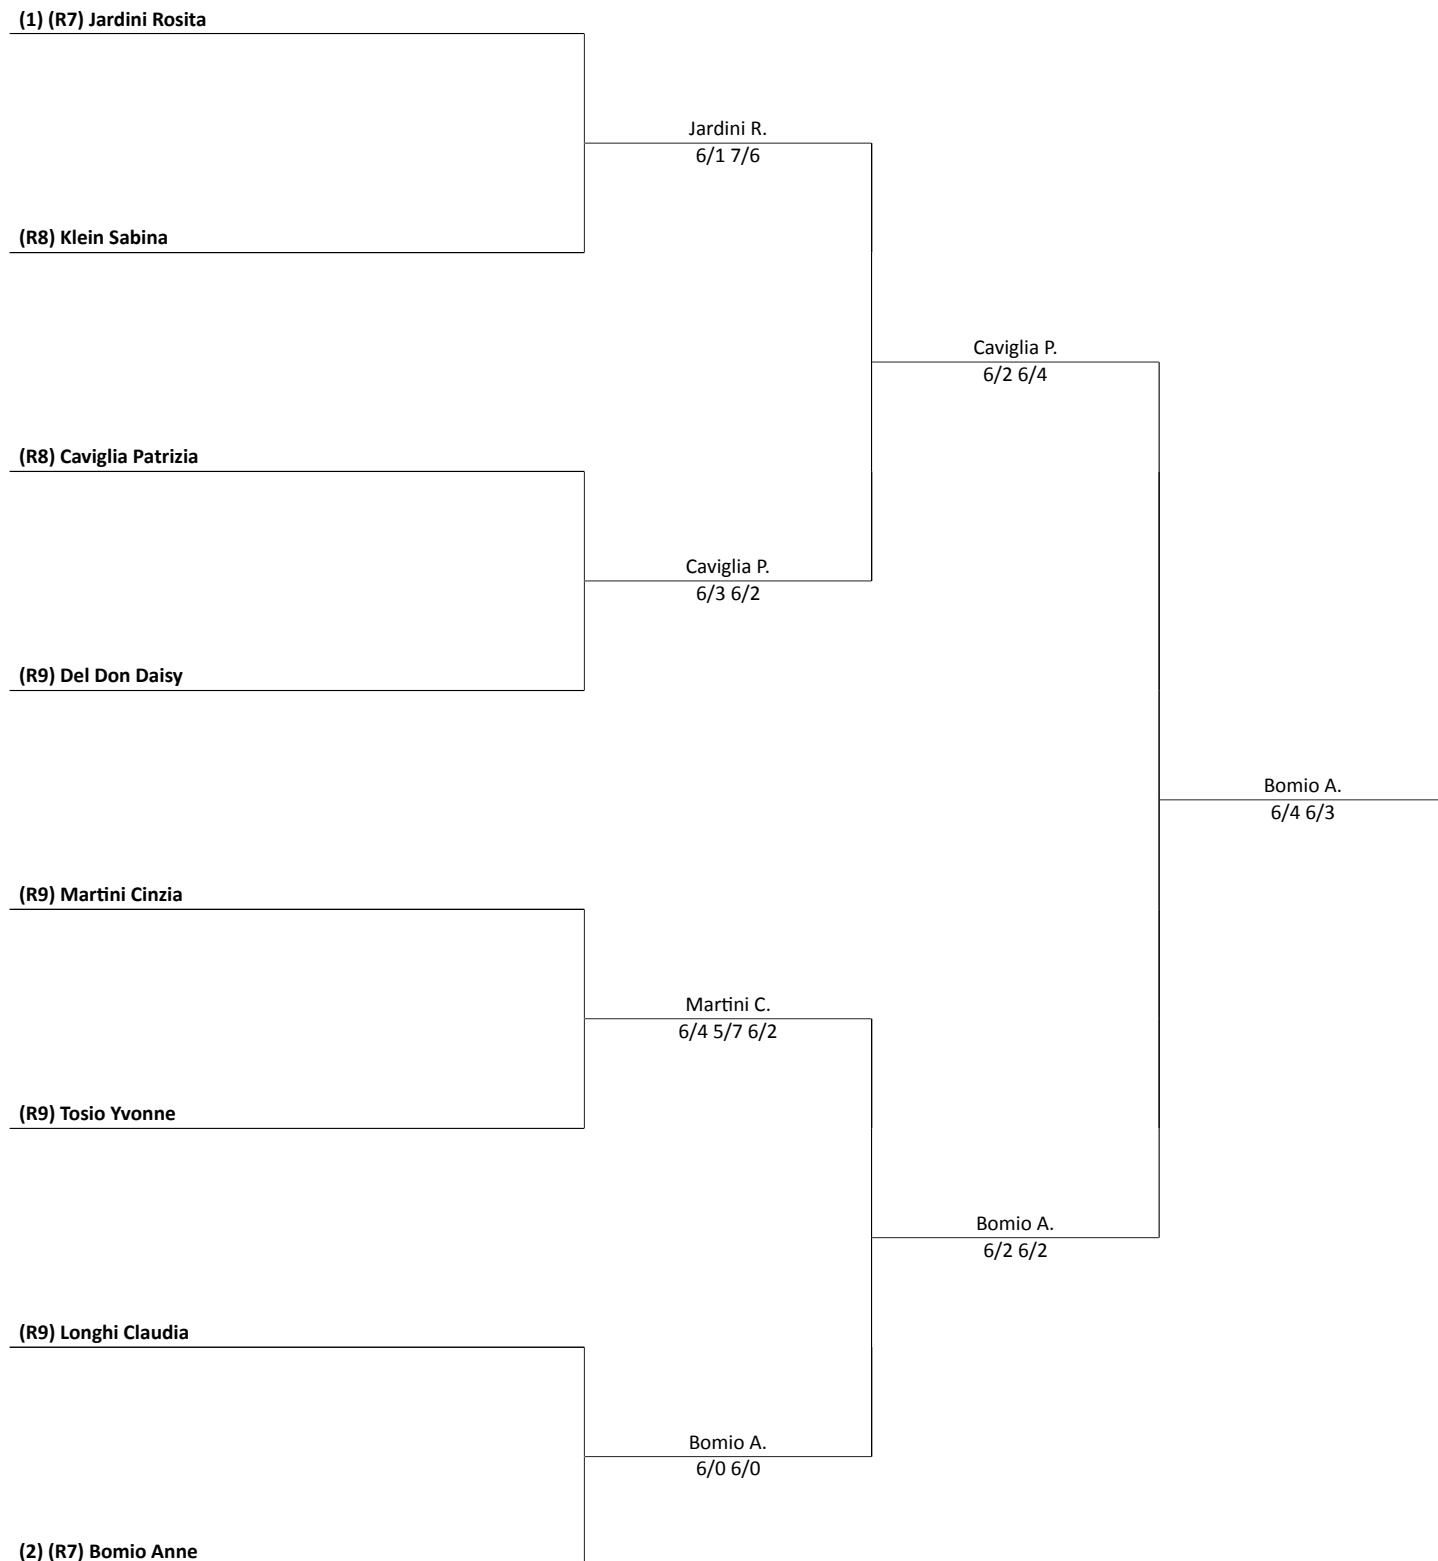 (1) (R7) Jardini Rosita
Jardini R.
6/1 7/6
(R8) Klein Sabina
Caviglia P.
6/2 6/4
(R8) Caviglia Patrizia
Caviglia P.
6/3 6/2
(R9) Del Don Daisy
Bomio A.
6/4 6/3
(R9) Martini Cinzia
Martini C.
6/4 5/7 6/2
(R9) Tosio Yvonne
Bomio A.
6/2 6/2
(R9) Longhi Claudia
Bomio A.
6/0 6/0
(2) (R7) Bomio Anne